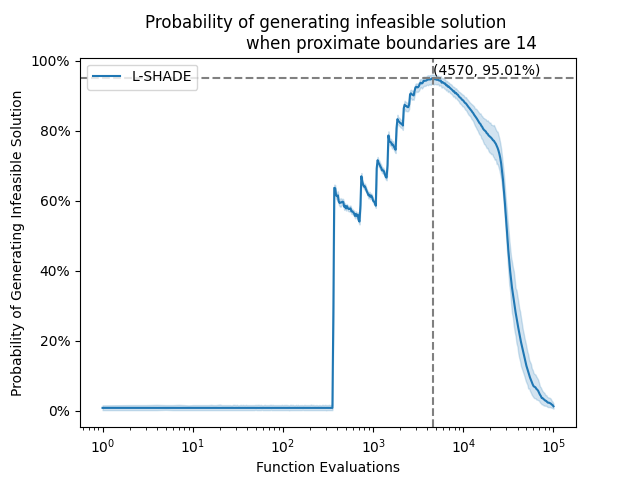 Probability of generating infeasible solution
when proximate boundaries are 14
100%
80%
60%
40%
20%
0%
Probability of Generating Infeasible Solution
L-SHADE
(4570, 95.01%)
10⁰
10¹
10²
10³
10⁴
10⁵
Function Evaluations